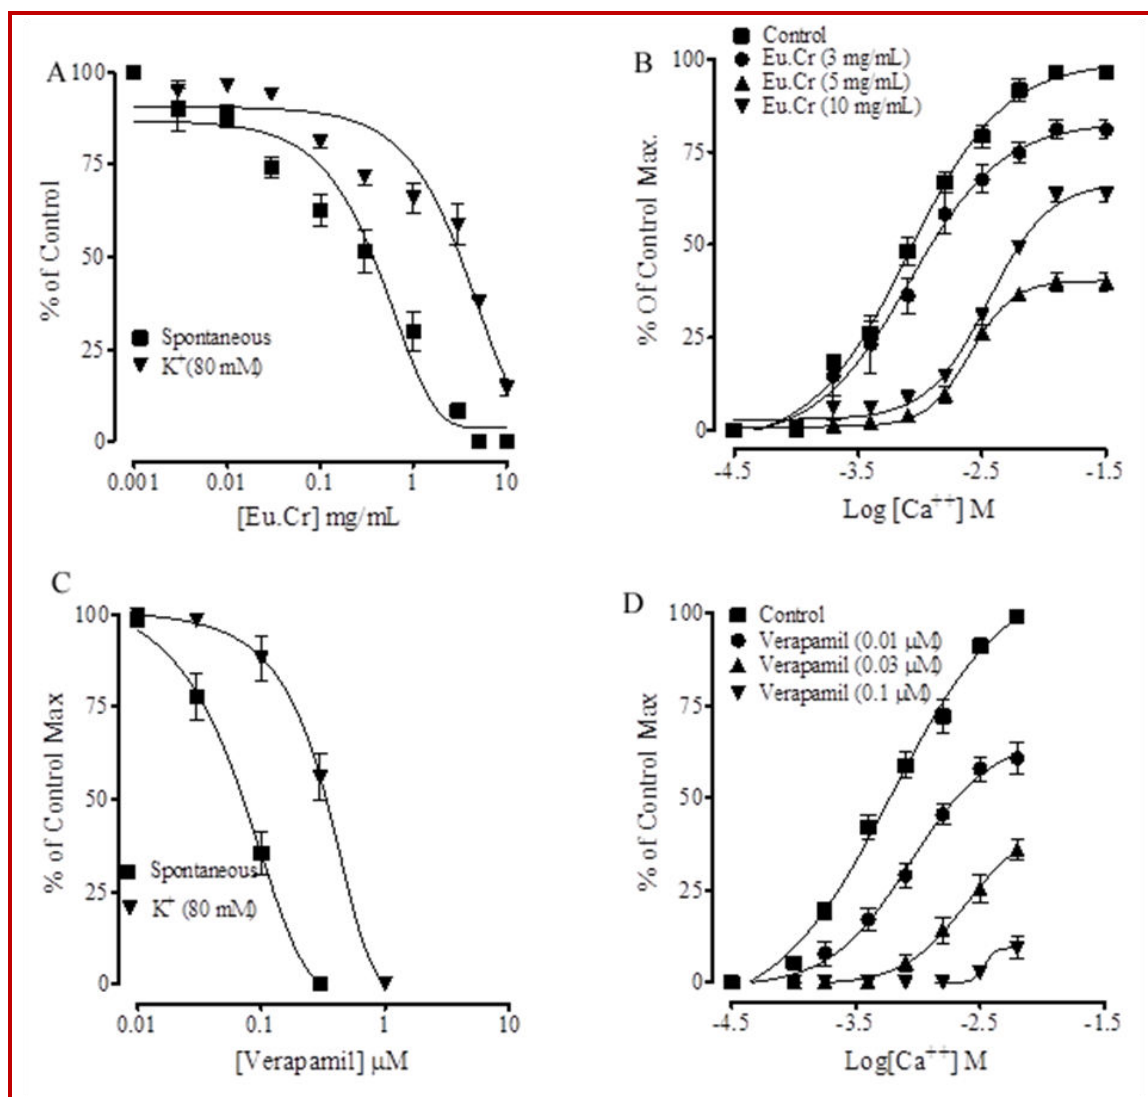 A
100
75
50
25
0
% of Control
Spontaneous
K+(80 mM)
0.001 0.01 0.1 1 10
[Eu.Cr] mg/mL
B
Control
Eu.Cr (3 mg/mL)
Eu.Cr (5 mg/mL)
Eu.Cr (10 mg/mL)
100
75
50
25
0
% Of Control Max.
-4.5 -3.5 -2.5 -1.5
Log [Ca++] M
C
100
75
50
25
0
% of Control Max
Spontaneous
K+ (80 mM)
0.01 0.1 1 10
[Verapamil] μM
D
Control
Verapamil (0.01 μM)
Verapamil (0.03 μM)
Verapamil (0.1 μM)
100
75
50
25
0
% of Control Max
-4.5 -3.5 -2.5 -1.5
Log[Ca++] M